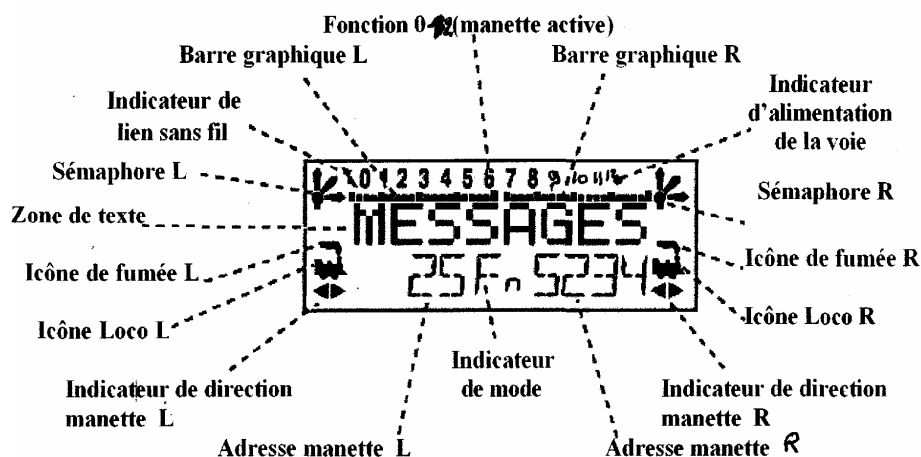 Fonction 0-12(manette active)
Barre graphique L
Barre graphique R
Indicateur de
lien sans fil
Indicateur
d'alimentation
de la voie
Sémaphore L
0 1 2 3 4 5 6 7 8 9 10 11 12
Sémaphore R
Zone de texte
MESSAGES
Icône de fumée L
Icône de fumée R
25 Fn 5234
Icône Loco L
Icône Loco R
Indicateur
de mode
Indicateur de direction
manette L
Indicateur de direction
manette R
Adresse manette L
Adresse manette R